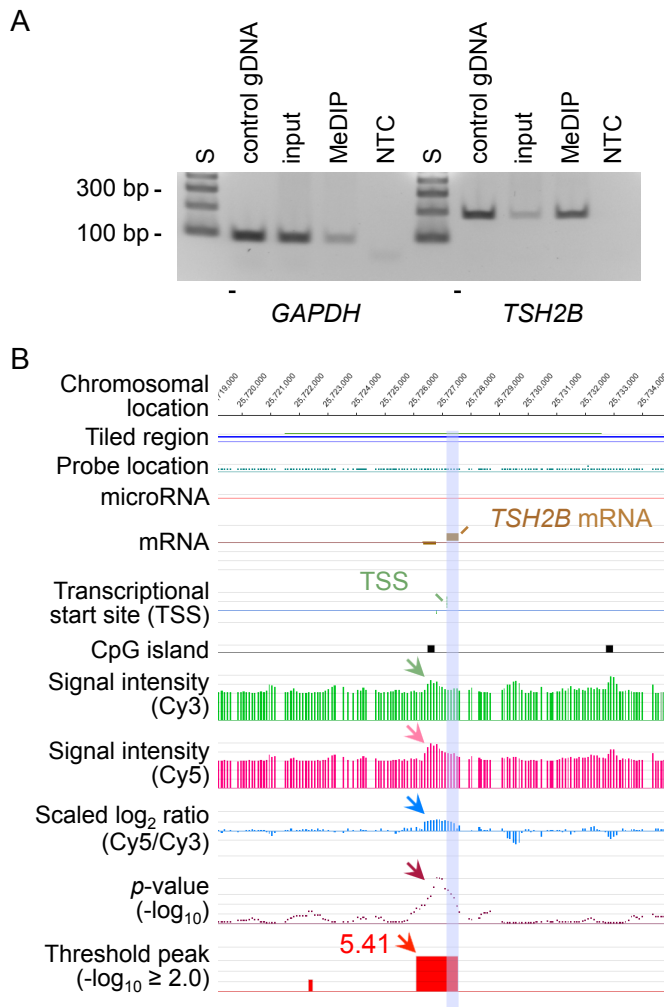 A
S
control gDNA
input
MeDIP
NTC
S
control gDNA
input
MeDIP
NTC
300 bp -
100 bp -
- GAPDH
- TSH2B
B
Chromosomal
location
25,720,000
25,721,000
25,722,000
25,723,000
25,724,000
25,725,000
25,726,000
25,727,000
25,728,000
25,729,000
25,730,000
25,731,000
25,732,000
25,733,000
25,734,000
Tiled region
Probe location
microRNA
TSH2B mRNA
mRNA
TSS
Transcriptional
start site (TSS)
CpG island
Signal intensity
(Cy3)
Signal intensity
(Cy5)
Scaled log2 ratio
(Cy5/Cy3)
p-value
(-log10)
5.41
Threshold peak
(-log10 ≥ 2.0)